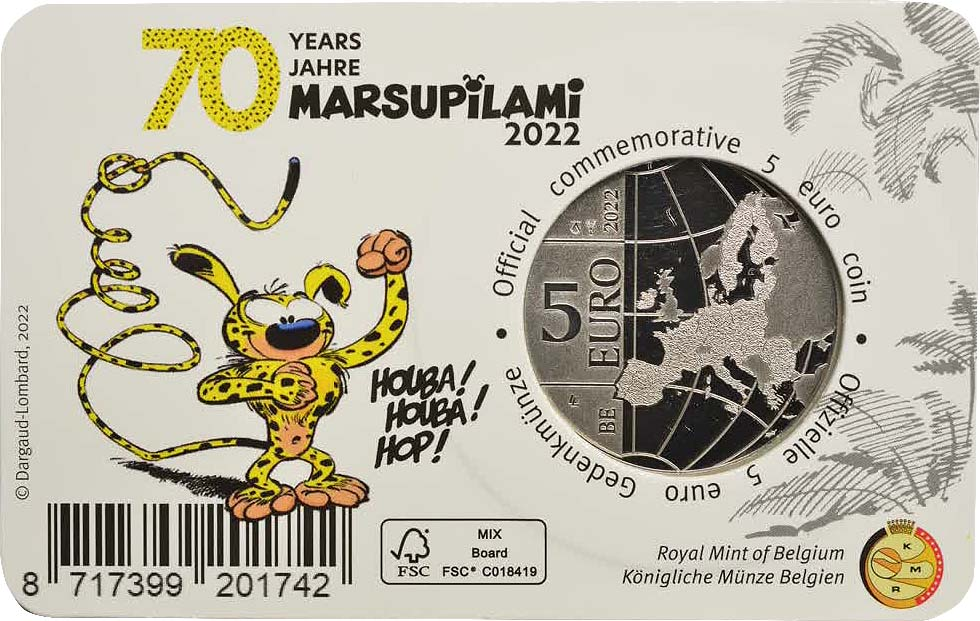 70 YEARS
JAHRE
MARSUPiLAMi
2022
Official commemorative 5 euro coin
Offizielle 5 euro Gedenkmünze
2022
5 EURO
BE
HOUBA!
HOUBA!
HOP!
© Dargaud-Lombard, 2022
8 717399 201742
FSC
MIX
Board
FSC® C018419
Royal Mint of Belgium
Königliche Münze Belgien
K
M
R